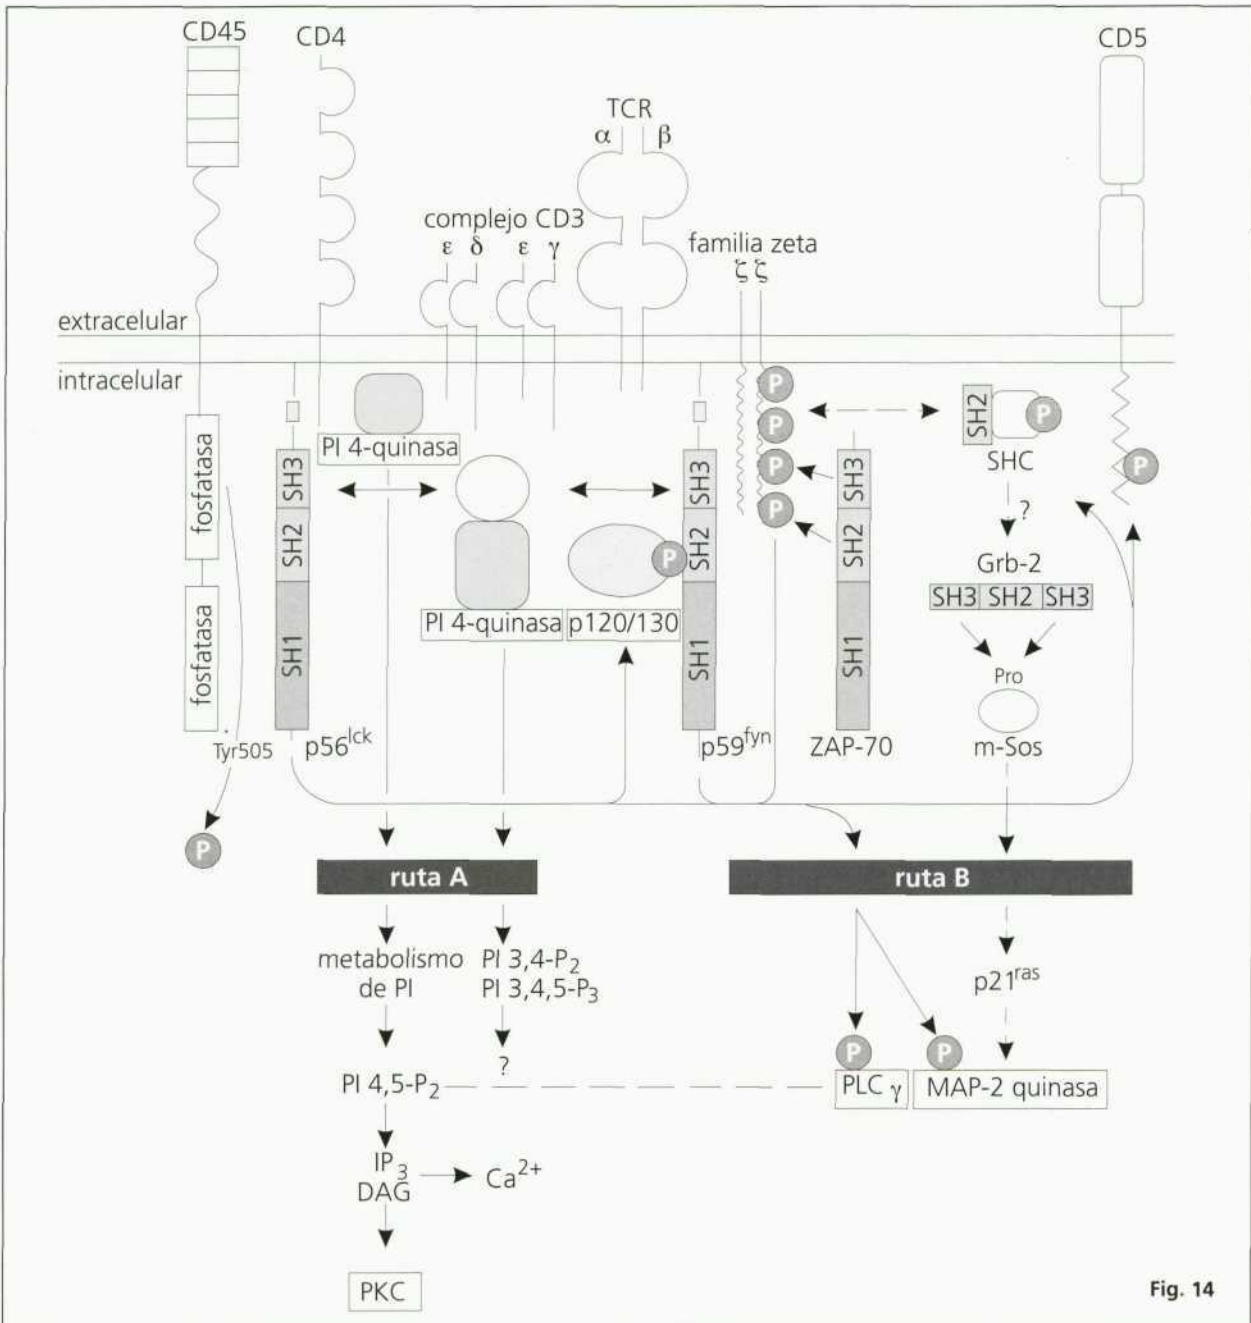 CD45
CD4
CD5
TCR
α β
complejo CD3
ε δ ε γ
familia zeta
ζ ζ
extracelular
intracelular
fosfatasa
fosfatasa
Tyr505
P
SH3
SH2
SH1
p56lck
PI 4-quinasa
PI 4-quinasa
p120/130
P
SH3
SH2
SH1
p59fyn
P
P
P
P
SH3
SH2
SH1
ZAP-70
SH2
P
SHC
?
Grb-2
SH3 SH2 SH3
Pro
m-Sos
P
ruta A
ruta B
metabolismo
de PI
PI 3,4-P2
PI 3,4,5-P3
?
PI 4,5-P2
IP3
DAG
Ca2+
PKC
p21ras
P
P
PLC γ
MAP-2 quinasa
Fig. 14